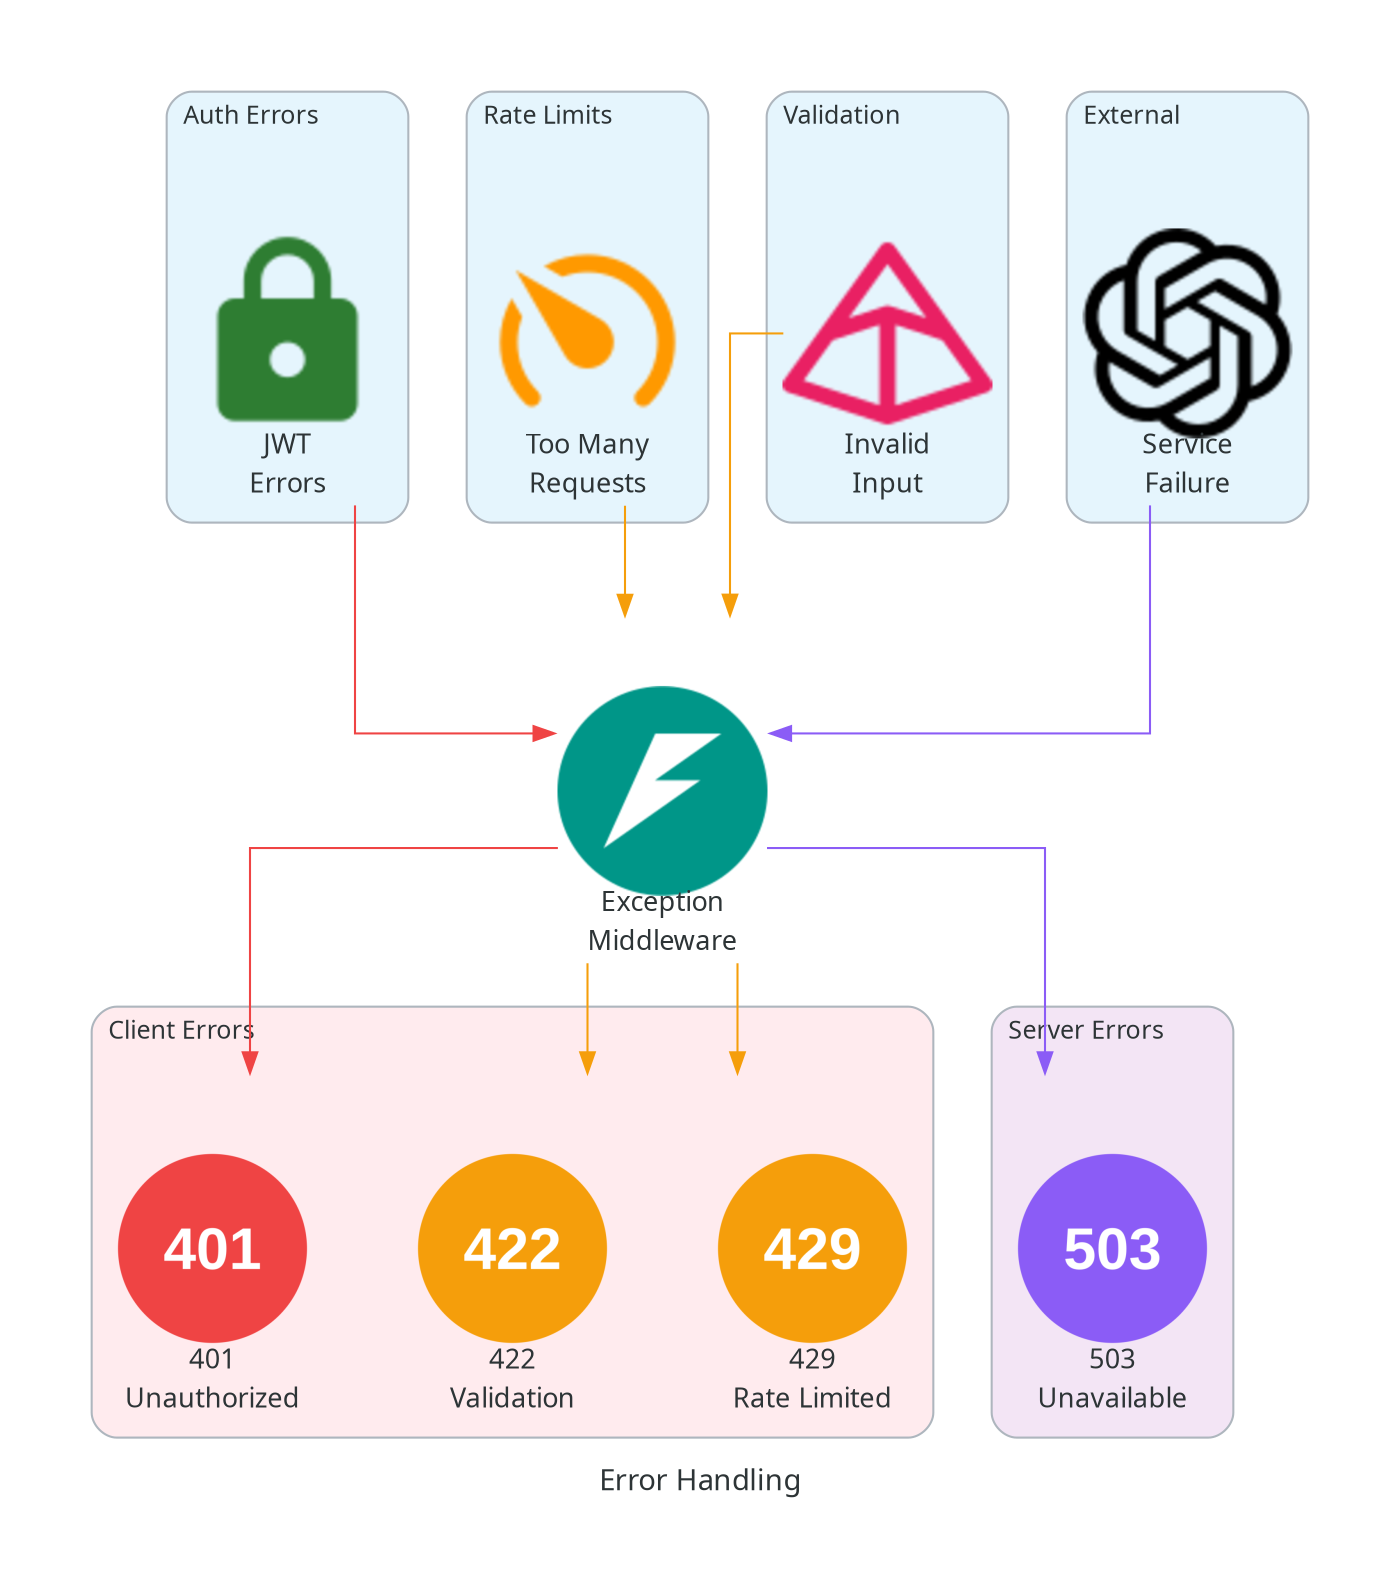 Auth Errors
Rate Limits
Validation
External
JWT
Errors
Too Many
Requests
Invalid
Input
Service
Failure
Exception
Middleware
Client Errors
Server Errors
401
422
429
503
401
Unauthorized
422
Validation
429
Rate Limited
503
Unavailable
Error Handling